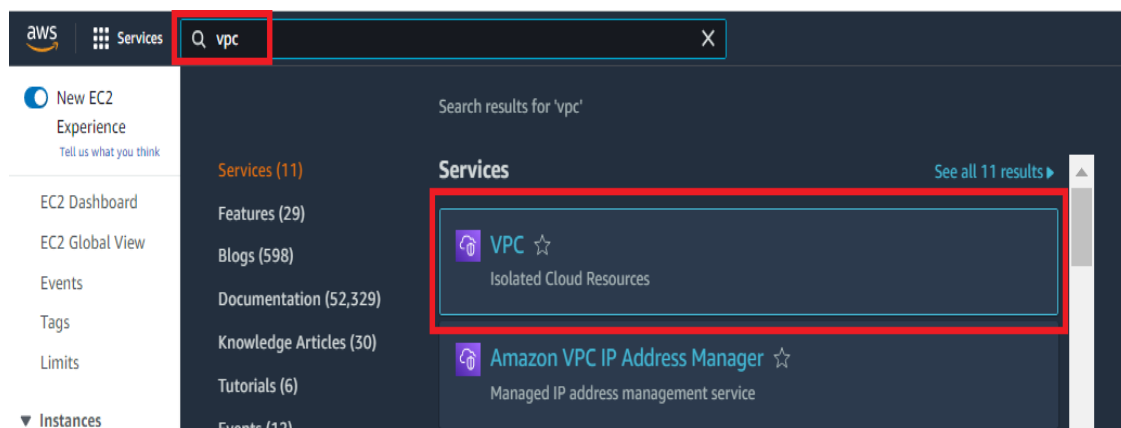 aws
Services
vpc
X
New EC2
Experience
Tell us what you think
EC2 Dashboard
EC2 Global View
Events
Tags
Limits
Instances
Search results for 'vpc'
Services (11)
Features (29)
Blogs (598)
Documentation (52,329)
Knowledge Articles (30)
Tutorials (6)
Events (12)
Services
See all 11 results
VPC
Isolated Cloud Resources
Amazon VPC IP Address Manager
Managed IP address management service